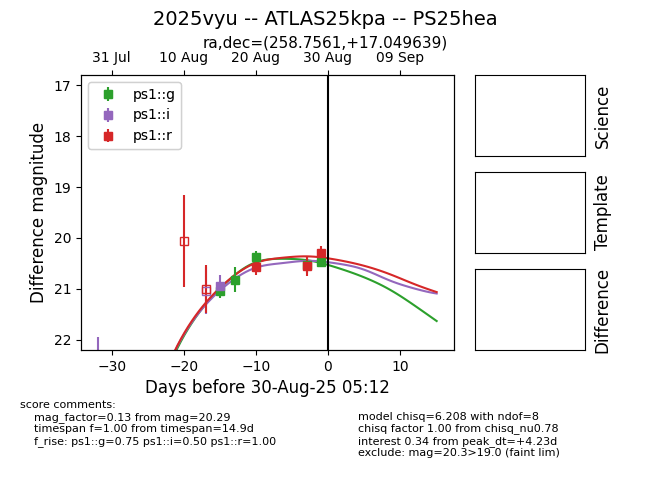 2025vyu -- ATLAS25kpa -- PS25hea
ra,dec=(258.7561,+17.049639)
31 Jul 10 Aug 20 Aug 30 Aug 09 Sep
ps1::g
ps1::i
ps1::r
17
18
19
20
21
22
Difference magnitude
−30 −20 −10 0 10
Days before 30-Aug-25 05:12
Science
Template
Difference
score comments:
mag_factor=0.13 from mag=20.29
timespan f=1.00 from timespan=14.9d
f_rise: ps1::g=0.75 ps1::i=0.50 ps1::r=1.00
model chisq=6.208 with ndof=8
chisq factor 1.00 from chisq_nu0.78
interest 0.34 from peak_dt=+4.23d
exclude: mag=20.3>19.0 (faint lim)